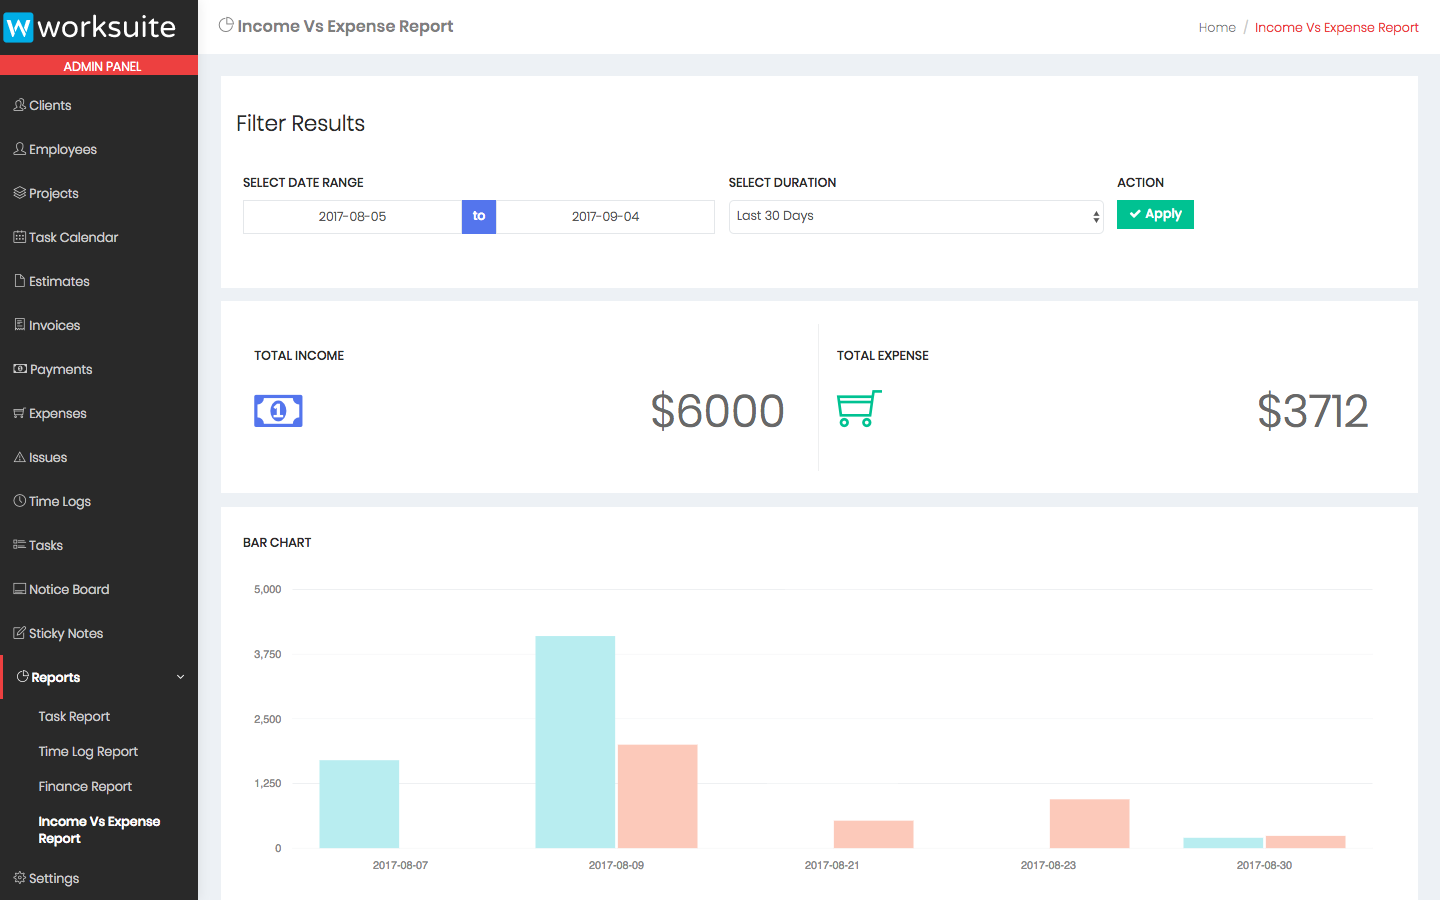 W worksuite
ADMIN PANEL
Clients
Employees
Projects
Task Calendar
Estimates
Invoices
Payments
Expenses
Issues
Time Logs
Tasks
Notice Board
Sticky Notes
Reports
Task Report
Time Log Report
Finance Report
Income Vs Expense
Report
Settings
Income Vs Expense Report
Home / Income Vs Expense Report
Filter Results
SELECT DATE RANGE
2017-08-05 to 2017-09-04
SELECT DURATION
Last 30 Days
ACTION
Apply
TOTAL INCOME
1
$6000
TOTAL EXPENSE
$3712
BAR CHART
5,000
3,750
2,500
1,250
0
2017-08-07 2017-08-09 2017-08-21 2017-08-23 2017-08-30